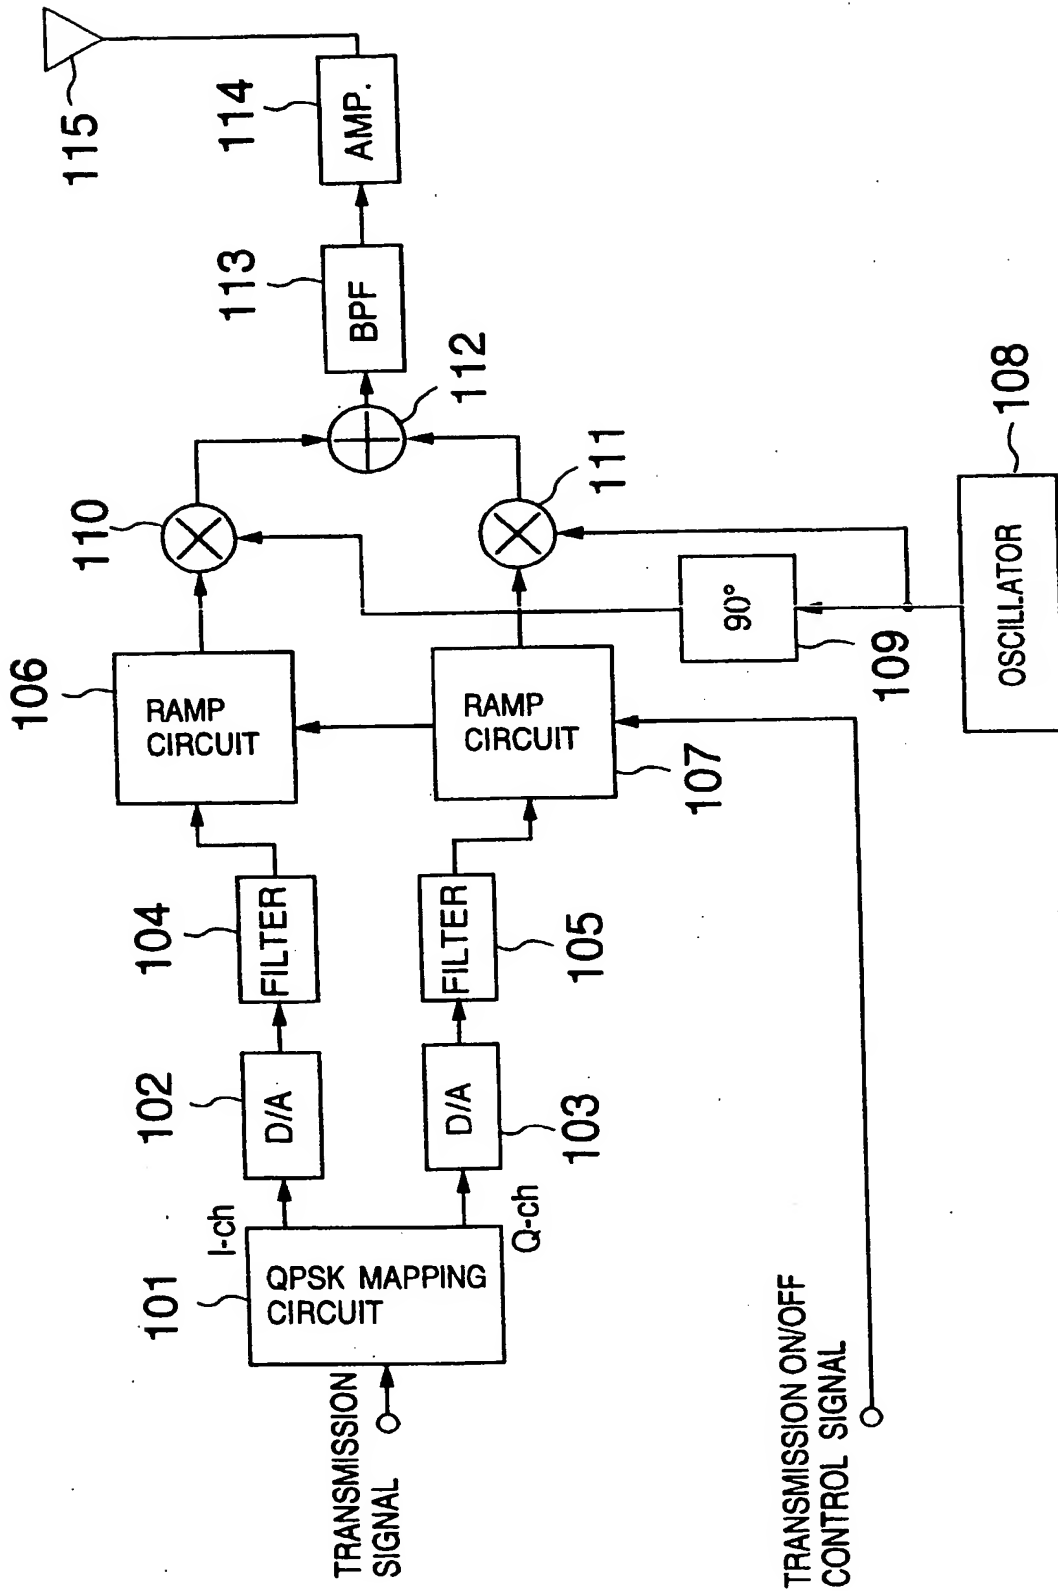 115
114
AMP.
113
BPF
112
110
111
106
RAMP
CIRCUIT
RAMP
CIRCUIT
107
90°
109
OSCILLATOR
108
104
FILTER
FILTER
105
102
D/A
D/A
103
I-ch
Q-ch
101
QPSK MAPPING
CIRCUIT
TRANSMISSION
SIGNAL
TRANSMISSION ON/OFF
CONTROL SIGNAL